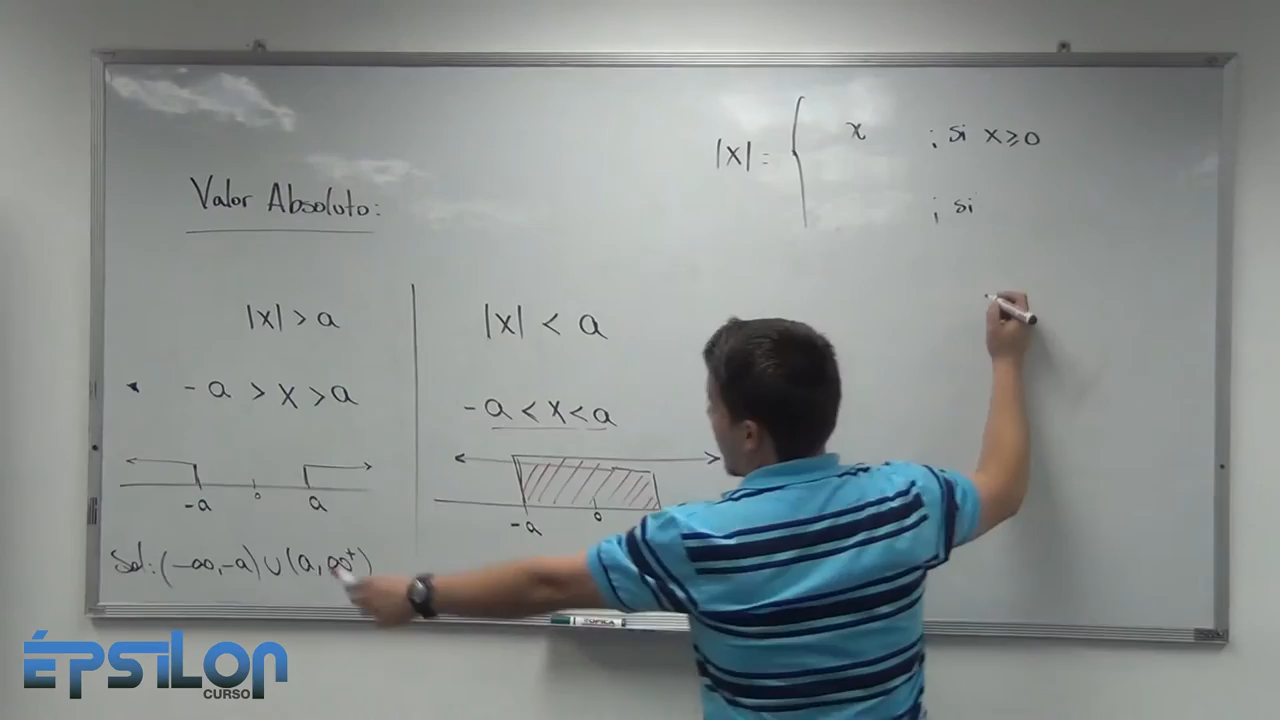 |x| = { x ; si x ≥ 0
; si
Valor Absoluto:
|x| > a
- a > x > a
-a 0 a
Sol: (-∞, -a) ∪ (a, ∞⁺)
|x| < a
- a < x < a
-a 0
ÉPSILON
CURSO